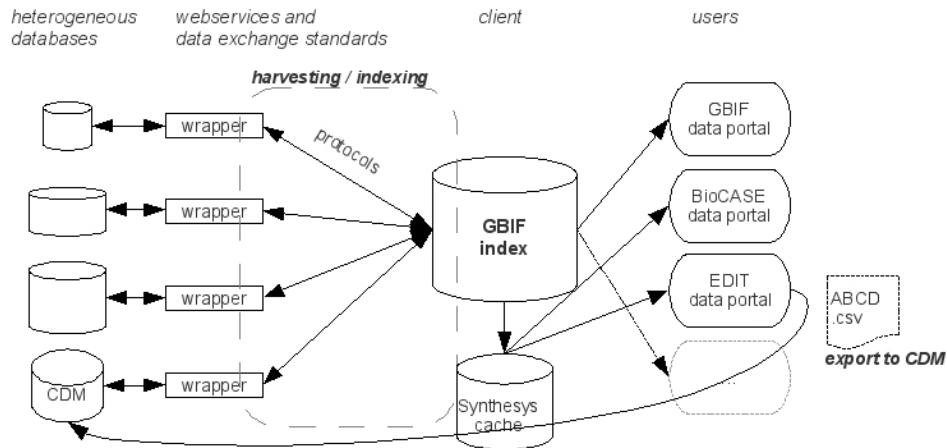 heterogeneous
databases
webservices and
data exchange standards
client
users
harvesting / indexing
wrapper
protocols
wrapper
wrapper
CDM
wrapper
GBIF
index
Synthesys
cache
GBIF
data portal
BioCASE
data portal
EDIT
data portal
...
ABCD
.csv
export to CDM